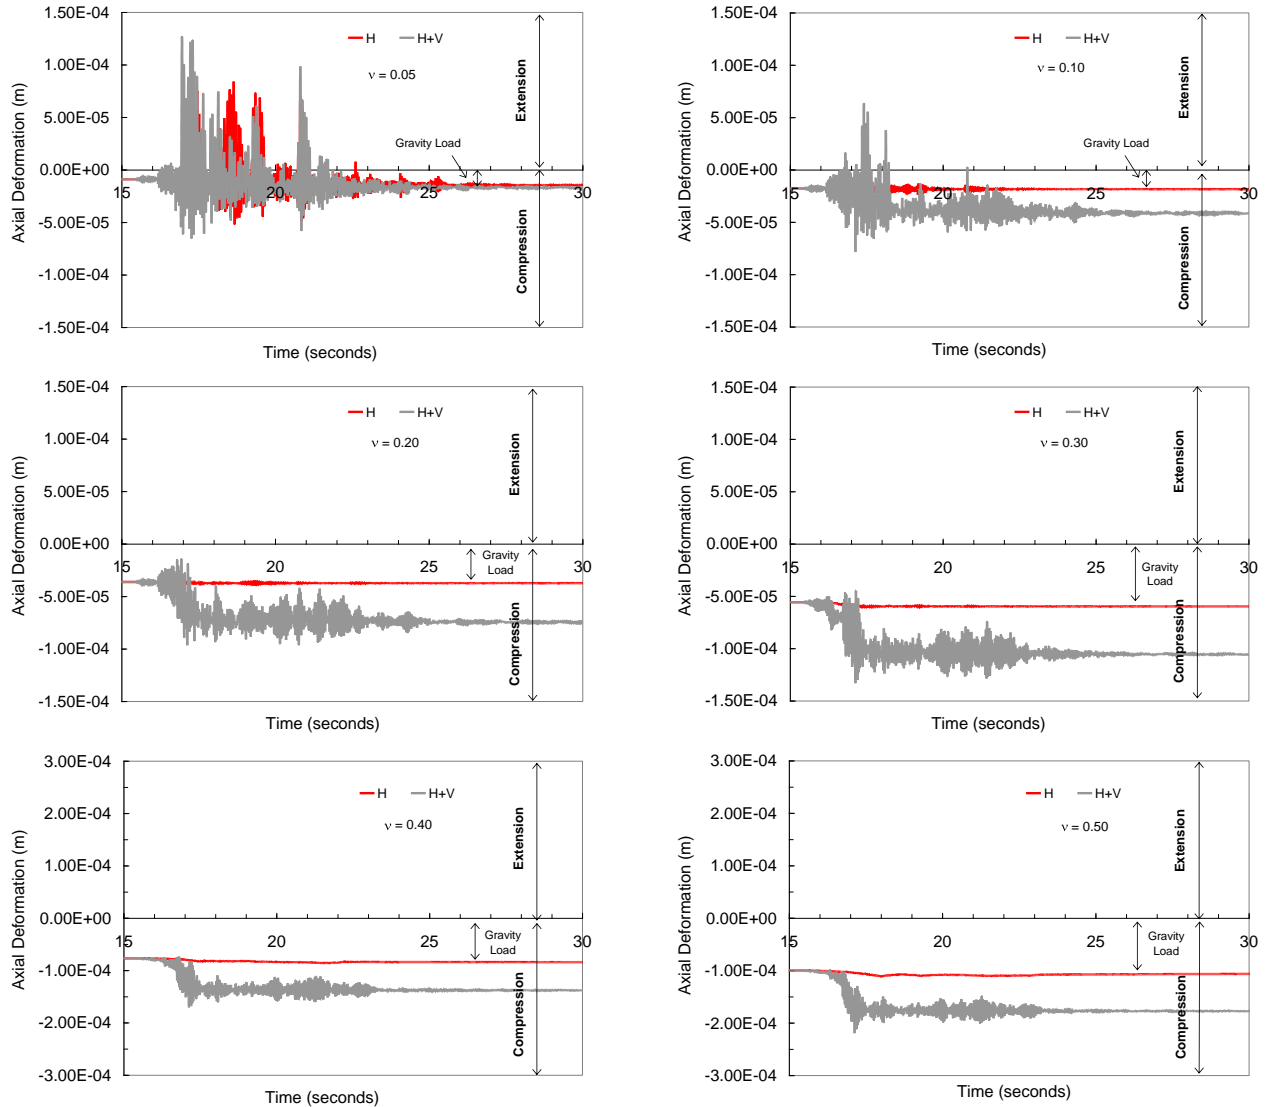 1.50E-04
1.00E-04
5.00E-05
0.00E+00
-5.00E-05
-1.00E-04
-1.50E-04
Axial Deformation (m)
H H+V
ν = 0.05
Extension
Gravity Load
Compression
15 20 25 30
Time (seconds)
1.50E-04
1.00E-04
5.00E-05
0.00E+00
-5.00E-05
-1.00E-04
-1.50E-04
Axial Deformation (m)
H H+V
ν = 0.10
Extension
Gravity Load
Compression
15 20 25 30
Time (seconds)
1.50E-04
1.00E-04
5.00E-05
0.00E+00
-5.00E-05
-1.00E-04
-1.50E-04
Axial Deformation (m)
H H+V
ν = 0.20
Extension
Gravity
Load
Compression
15 20 25 30
Time (seconds)
1.50E-04
1.00E-04
5.00E-05
0.00E+00
-5.00E-05
-1.00E-04
-1.50E-04
Axial Deformation (m)
H H+V
ν = 0.30
Extension
Gravity
Load
Compression
15 20 25 30
Time (seconds)
3.00E-04
2.00E-04
1.00E-04
0.00E+00
-1.00E-04
-2.00E-04
-3.00E-04
Axial Deformation (m)
H H+V
ν = 0.40
Extension
Gravity
Load
Compression
15 20 25 30
Time (seconds)
3.00E-04
2.00E-04
1.00E-04
0.00E+00
-1.00E-04
-2.00E-04
-3.00E-04
Axial Deformation (m)
H H+V
ν = 0.50
Extension
Gravity
Load
Compression
15 20 25 30
Time (seconds)